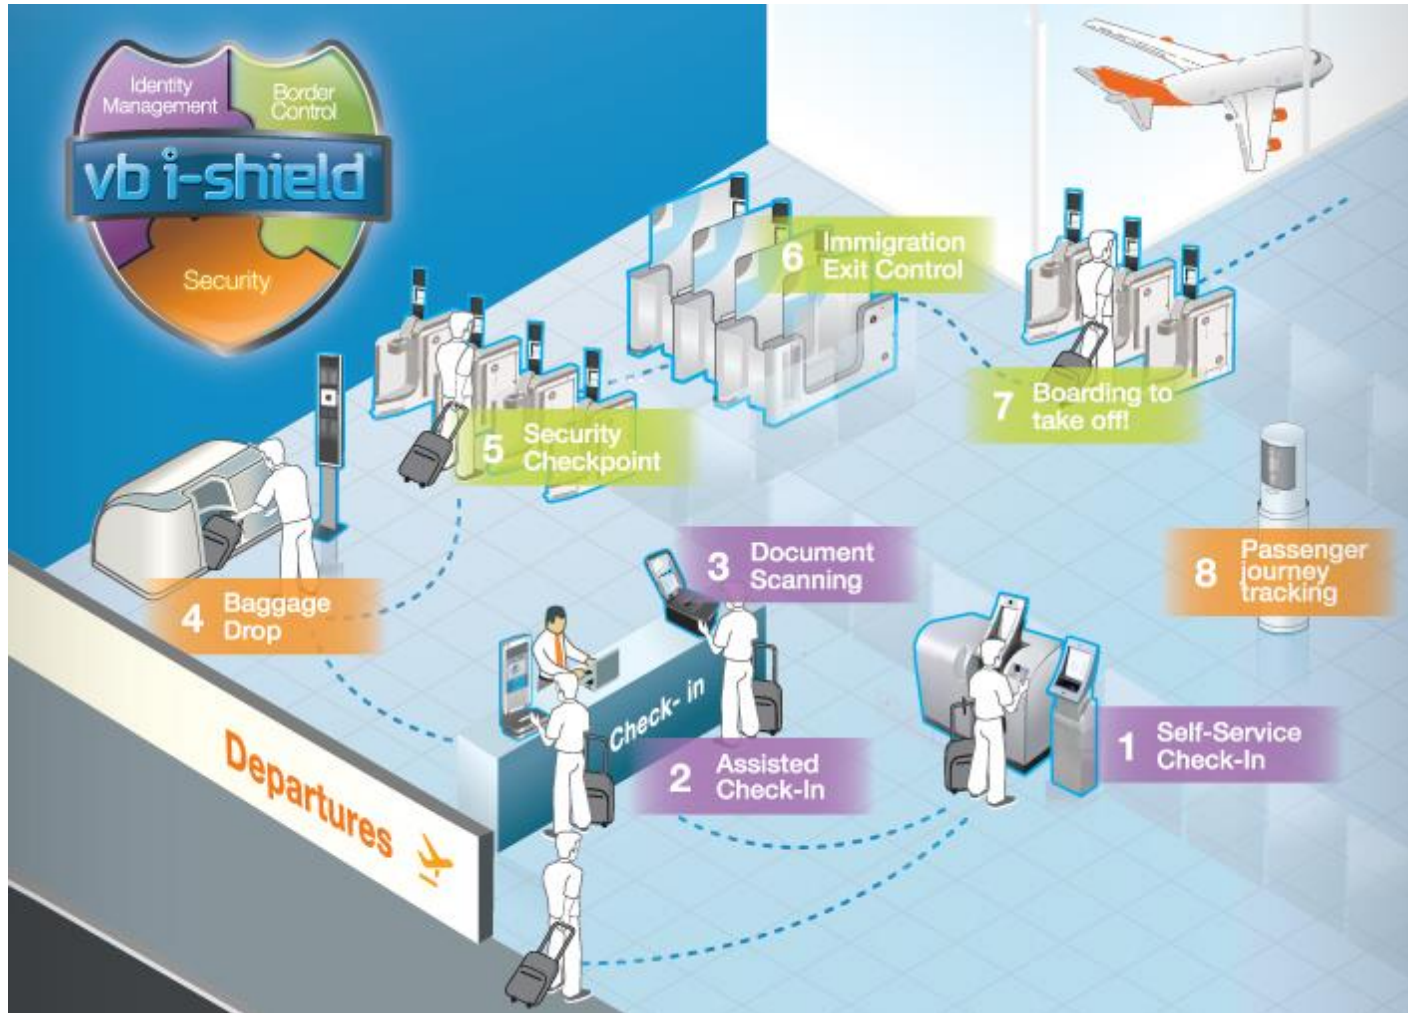 Identity
Management
Border
Control
vb i-shield
Security
6 Immigration
Exit Control
7 Boarding to
take off!
5 Security
Checkpoint
3 Document
Scanning
8 Passenger
journey
tracking
4 Baggage
Drop
Check- in
1 Self-Service
Check-In
2 Assisted
Check-In
Departures